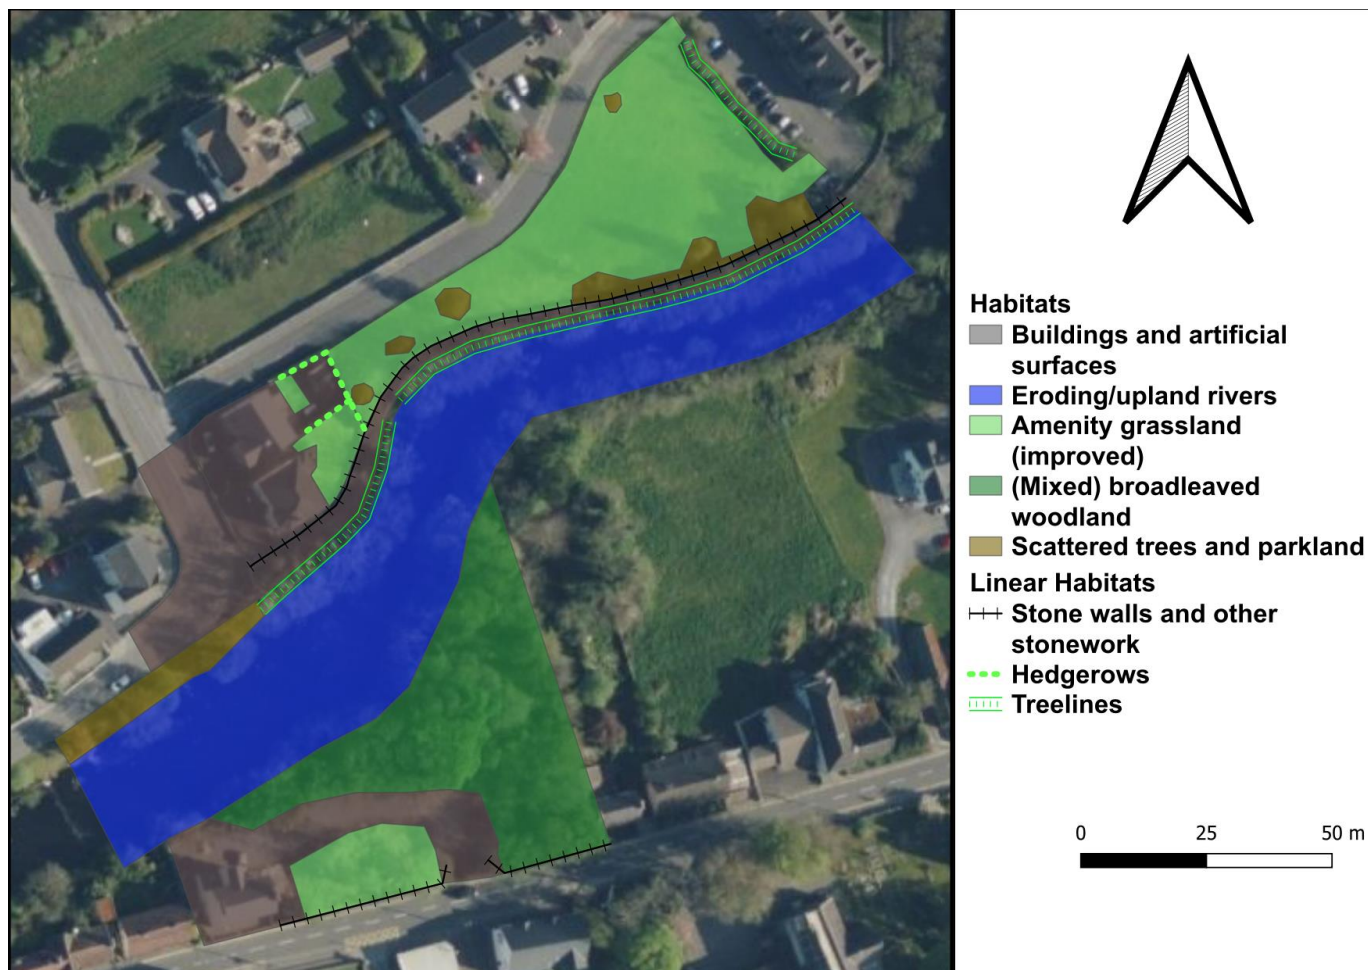 Habitats
Buildings and artificial
surfaces
Eroding/upland rivers
Amenity grassland
(improved)
(Mixed) broadleaved
woodland
Scattered trees and parkland
Linear Habitats
Stone walls and other
stonework
Hedgerows
Treelines
0 25 50 m